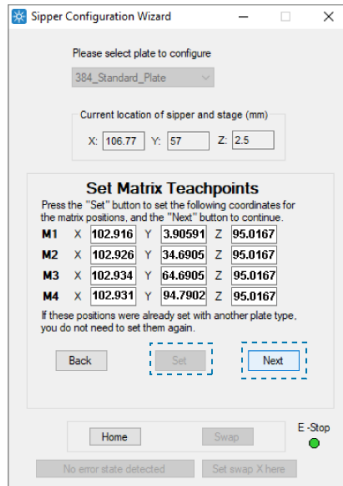 Sipper Configuration Wizard
Please select plate to configure
384_Standard_Plate
Current location of sipper and stage (mm)
X: 106.77 Y: 57 Z: 2.5
Set Matrix Teachpoints
Press the "Set" button to set the following coordinates for
the matrix positions, and the "Next" button to continue.
M1 X 102.916 Y 3.90591 Z 95.0167
M2 X 102.926 Y 34.6905 Z 95.0167
M3 X 102.934 Y 64.6905 Z 95.0167
M4 X 102.931 Y 94.7902 Z 95.0167
If these positions were already set with another plate type,
you do not need to set them again.
Back Set Next
E -Stop
Home Swap
No error state detected Set swap X here